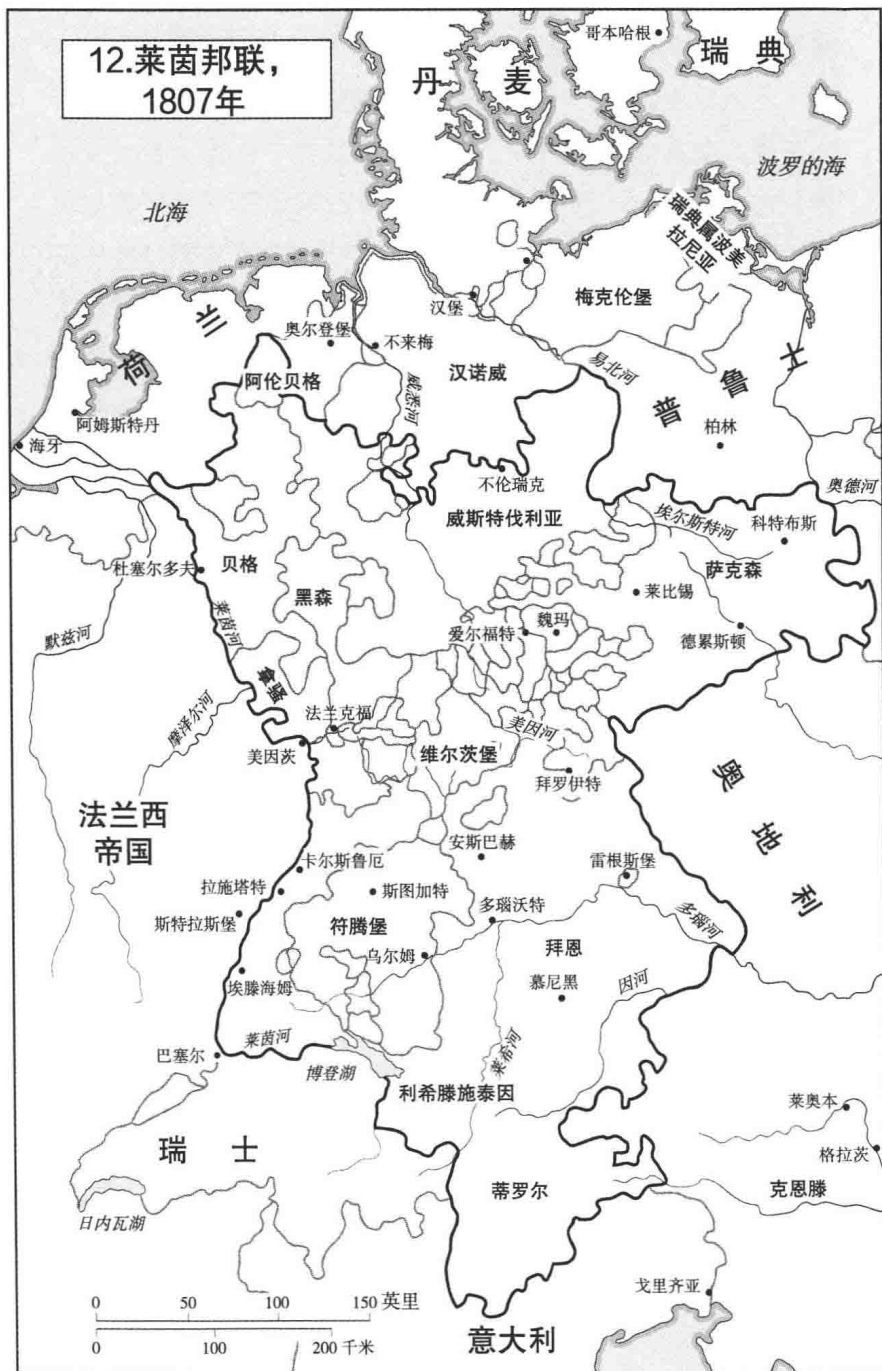 12.莱茵邦联，
1807年
哥本哈根
瑞 典
丹 麦
波罗的海
北海
瑞典属波美
拉尼亚
汉堡
梅克伦堡
荷 兰
奥尔登堡
不来梅
阿伦贝格
汉诺威
易北河
普 鲁 士
威悉河
阿姆斯特丹
柏林
海牙
不伦瑞克
奥德河
威斯特伐利亚
埃尔斯特河
科特布斯
杜塞尔多夫
贝格
萨克森
黑森
莱比锡
莱茵河
默兹河
爱尔福特
魏玛
德累斯顿
拿骚
摩泽尔河
法兰克福
美因河
美因茨
维尔茨堡
拜罗伊特
奥 地 利
法兰西
帝国
安斯巴赫
卡尔斯鲁厄
雷根斯堡
拉施塔特
斯图加特
斯特拉斯堡
多瑙沃特
符腾堡
多瑙河
乌尔姆
拜恩
埃滕海姆
慕尼黑
因河
莱茵河
巴塞尔
博登湖
莱希河
利希滕施泰因
莱奥本
瑞 士
格拉茨
蒂罗尔
克恩滕
日内瓦湖
戈里齐亚
0 50 100 150 英里
0 100 200 千米
意大利